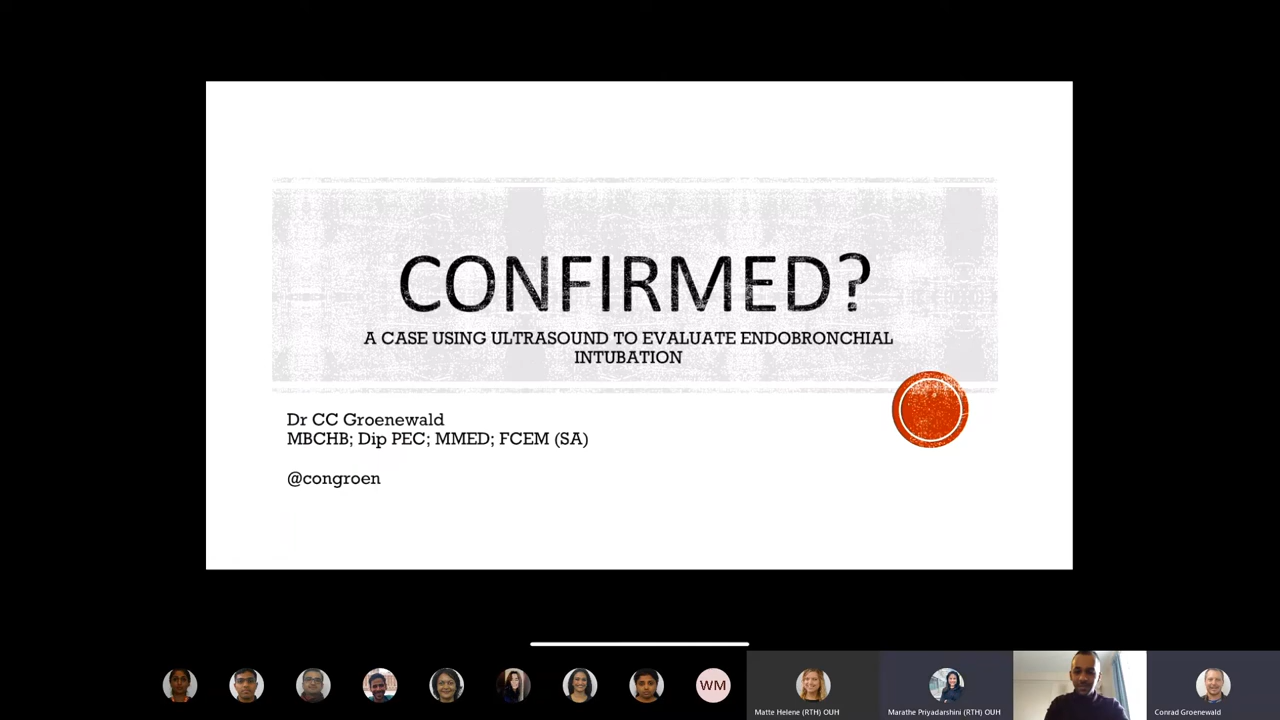 CONFIRMED?
A CASE USING ULTRASOUND TO EVALUATE ENDOBRONCHIAL
INTUBATION
Dr CC Groenewald
MBCHB; Dip PEC; MMED; FCEM (SA)
@congroen
WM
Matte Helene (RTH) OUH
Marathe Priyadarshini (RTH) OUH
Conrad Groenewald